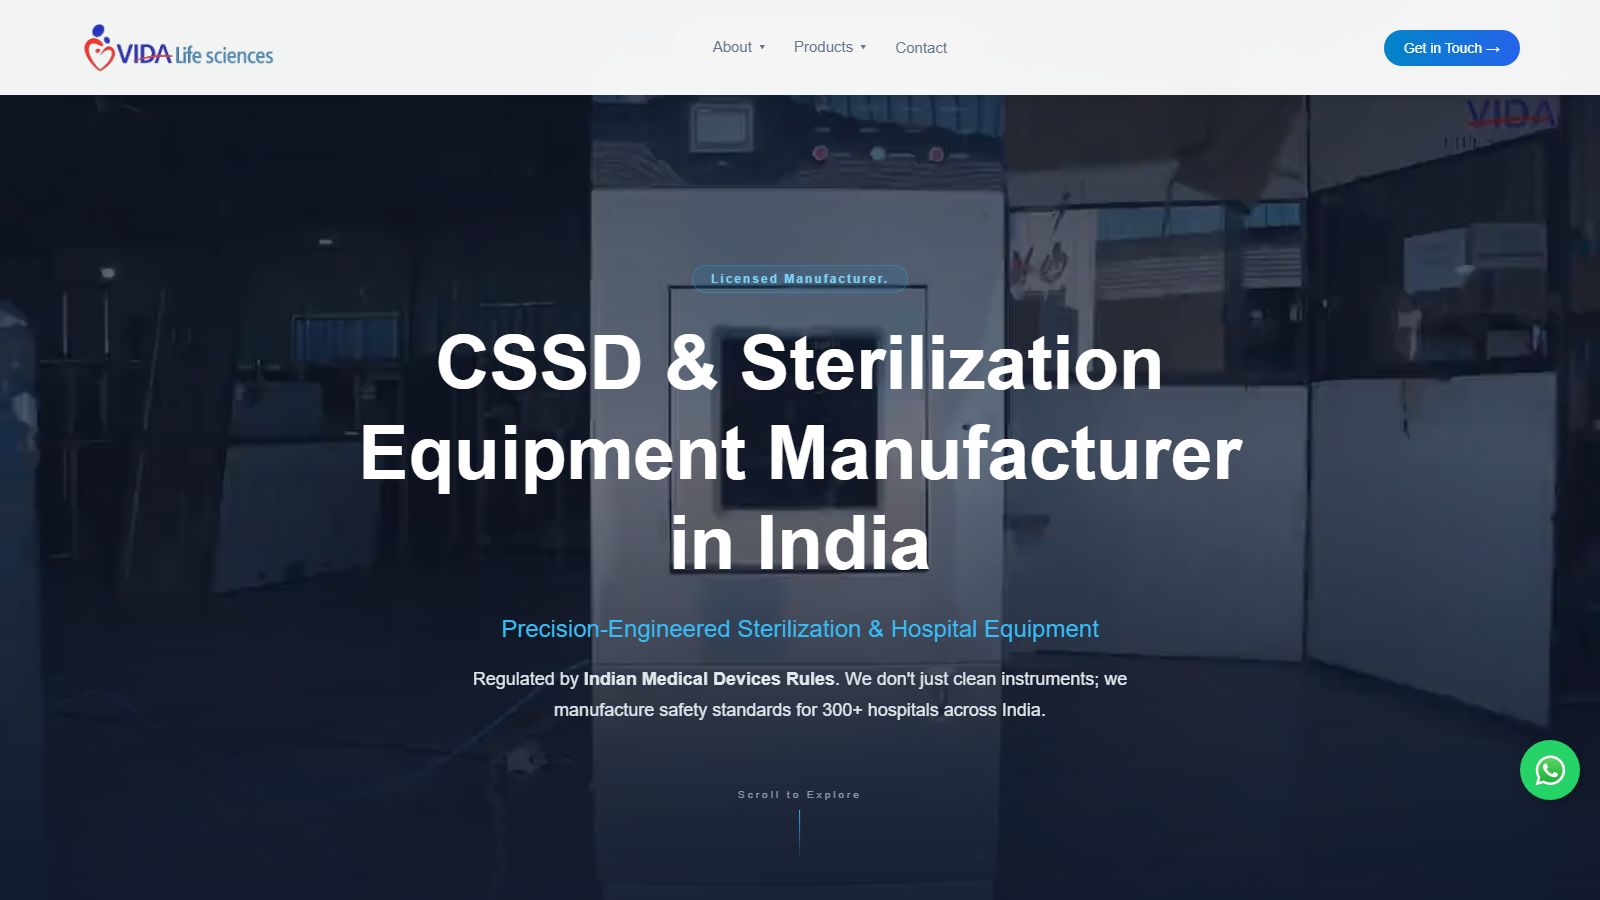 VIDA Life sciences
About
Products
Contact
Get in Touch →
VIDA
Licensed Manufacturer.
CSSD & Sterilization
Equipment Manufacturer
in India
Precision-Engineered Sterilization & Hospital Equipment
Regulated by Indian Medical Devices Rules. We don't just clean instruments; we
manufacture safety standards for 300+ hospitals across India.
Scroll to Explore